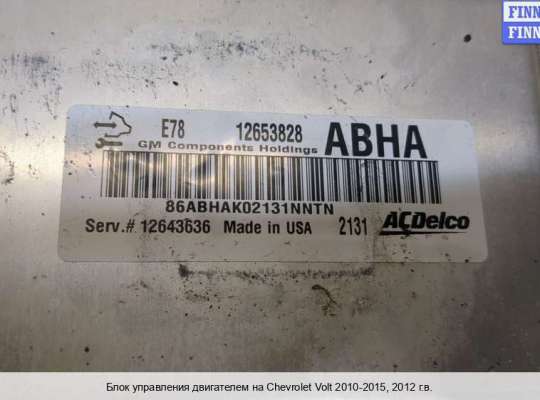 FINN
FINN
E78 12653828 ABHA
GM Components Holdings
86ABHAK02131NNTN
Serv.# 12643636 Made in USA 2131 ACDelco
Блок управления двигателем на Chevrolet Volt 2010-2015, 2012 г.в.